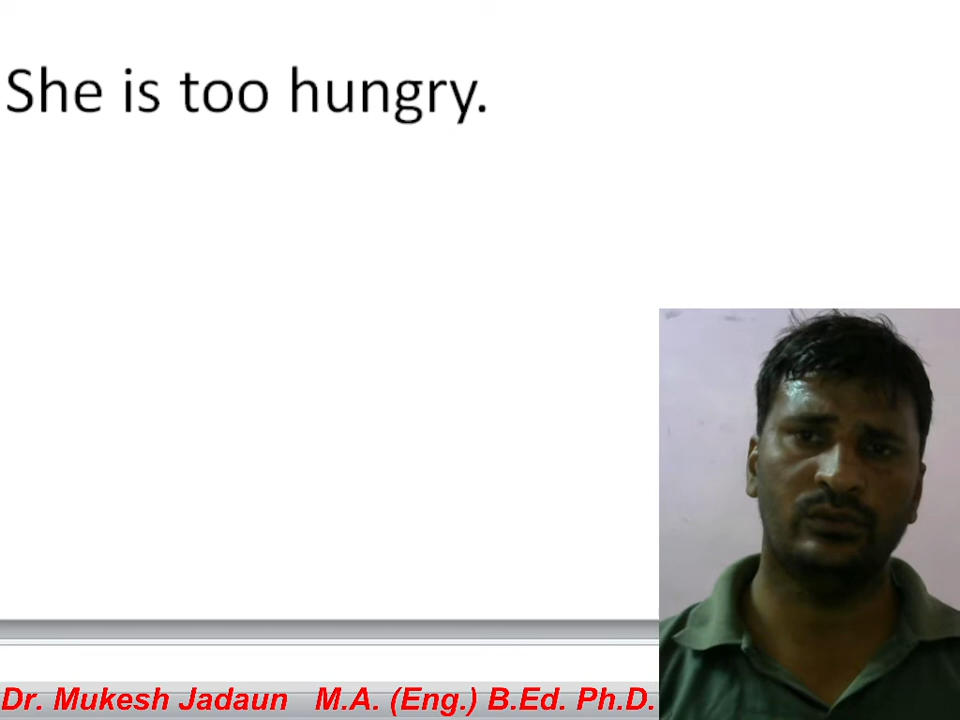 She is too hungry.
Dr. Mukesh Jadaun M.A. (Eng.) B.Ed. Ph.D.